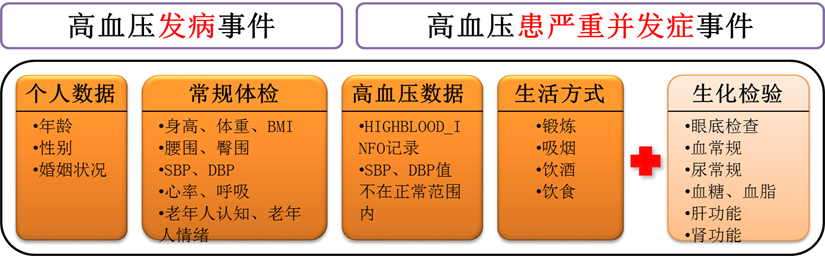 高血压发病事件
高血压患严重并发症事件
个人数据
•年龄
•性别
•婚姻状况
常规体检
•身高、体重、BMI
•腰围、臀围
•SBP、DBP
•心率、呼吸
•老年人认知、老年
人情绪
高血压数据
•HIGHBLOOD_I
NFO记录
•SBP、DBP值
不在正常范围
内
生活方式
•锻炼
•吸烟
•饮酒
•饮食
生化检验
•眼底检查
•血常规
•尿常规
•血糖、血脂
•肝功能
•肾功能